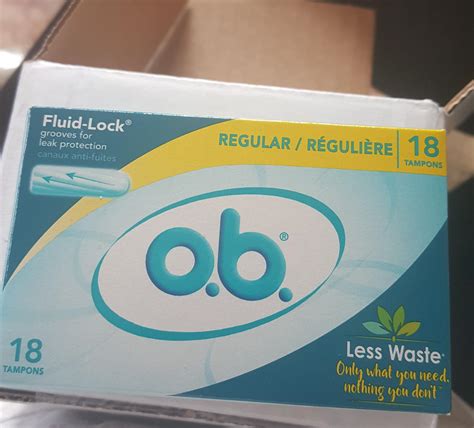 Fluid-Lock®
grooves for
leak protection
canaux anti-fuites
REGULAR / RÉGULIÈRE 18
TAMPONS
o.b.®
18
TAMPONS
Less Waste
Only what you need,
nothing you don't